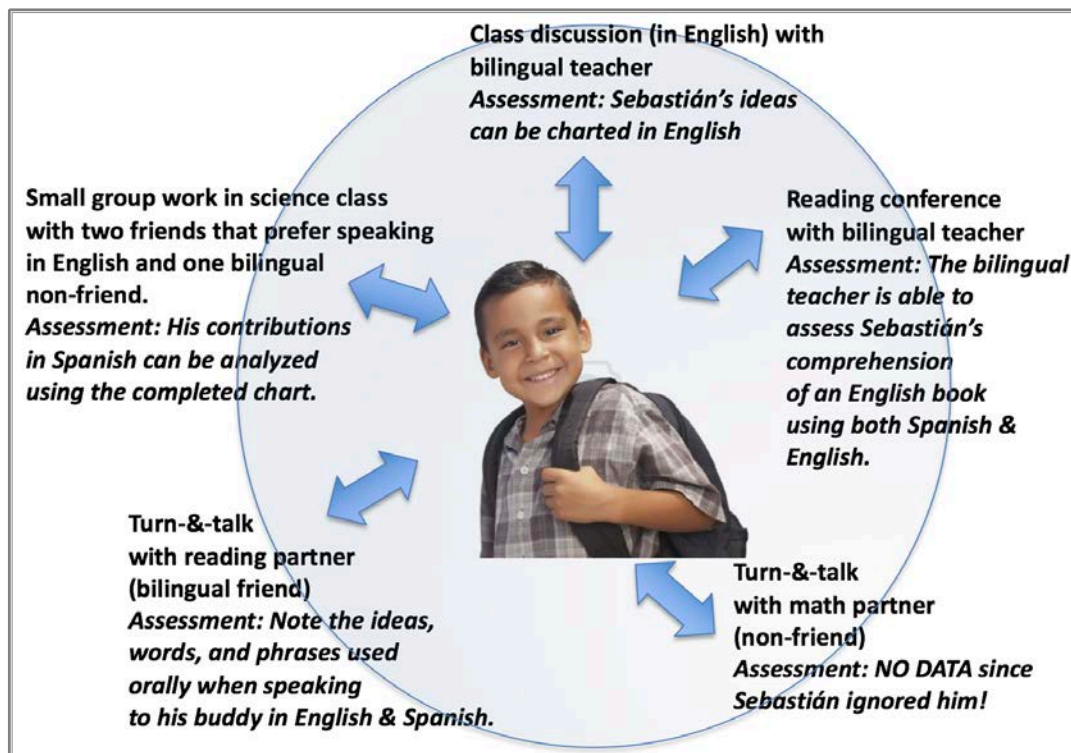 Class discussion (in English) with
bilingual teacher
Assessment: Sebastián’s ideas
can be charted in English
Small group work in science class
with two friends that prefer speaking
in English and one bilingual
non-friend.
Assessment: His contributions
in Spanish can be analyzed
using the completed chart.
Reading conference
with bilingual teacher
Assessment: The bilingual
teacher is able to
assess Sebastián’s
comprehension
of an English book
using both Spanish &
English.
Turn-&-talk
with reading partner
(bilingual friend)
Assessment: Note the ideas,
words, and phrases used
orally when speaking
to his buddy in English & Spanish.
Turn-&-talk
with math partner
(non-friend)
Assessment: NO DATA since
Sebastián ignored him!